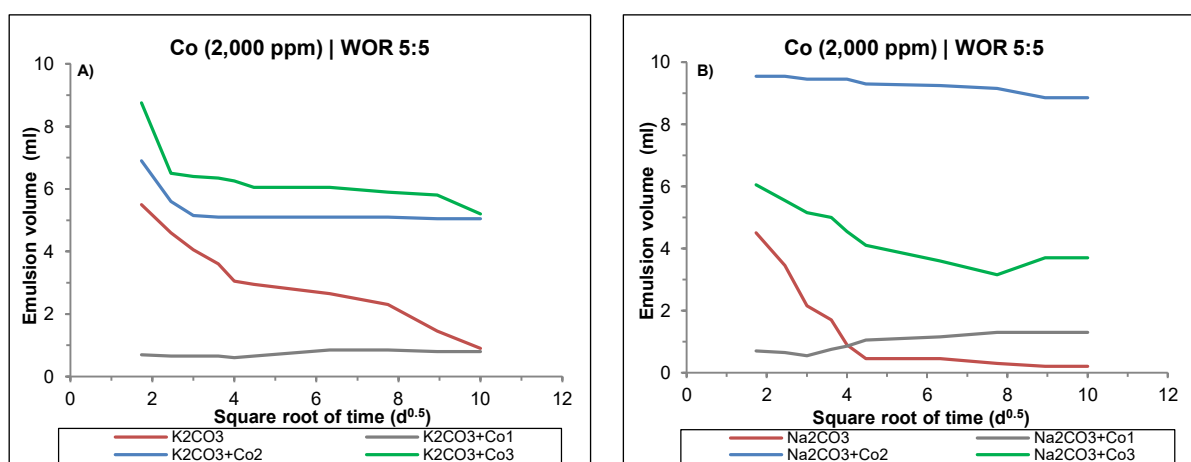 Co (2,000 ppm) | WOR 5:5
A)
Emulsion volume (ml)
10
8
6
4
2
0
0 2 4 6 8 10 12
Square root of time (d^0.5)
K2CO3 K2CO3+Co1
K2CO3+Co2 K2CO3+Co3
Co (2,000 ppm) | WOR 5:5
B)
Emulsion volume (ml)
10
8
6
4
2
0
0 2 4 6 8 10 12
Square root of time (d^0.5)
Na2CO3 Na2CO3+Co1
Na2CO3+Co2 Na2CO3+Co3